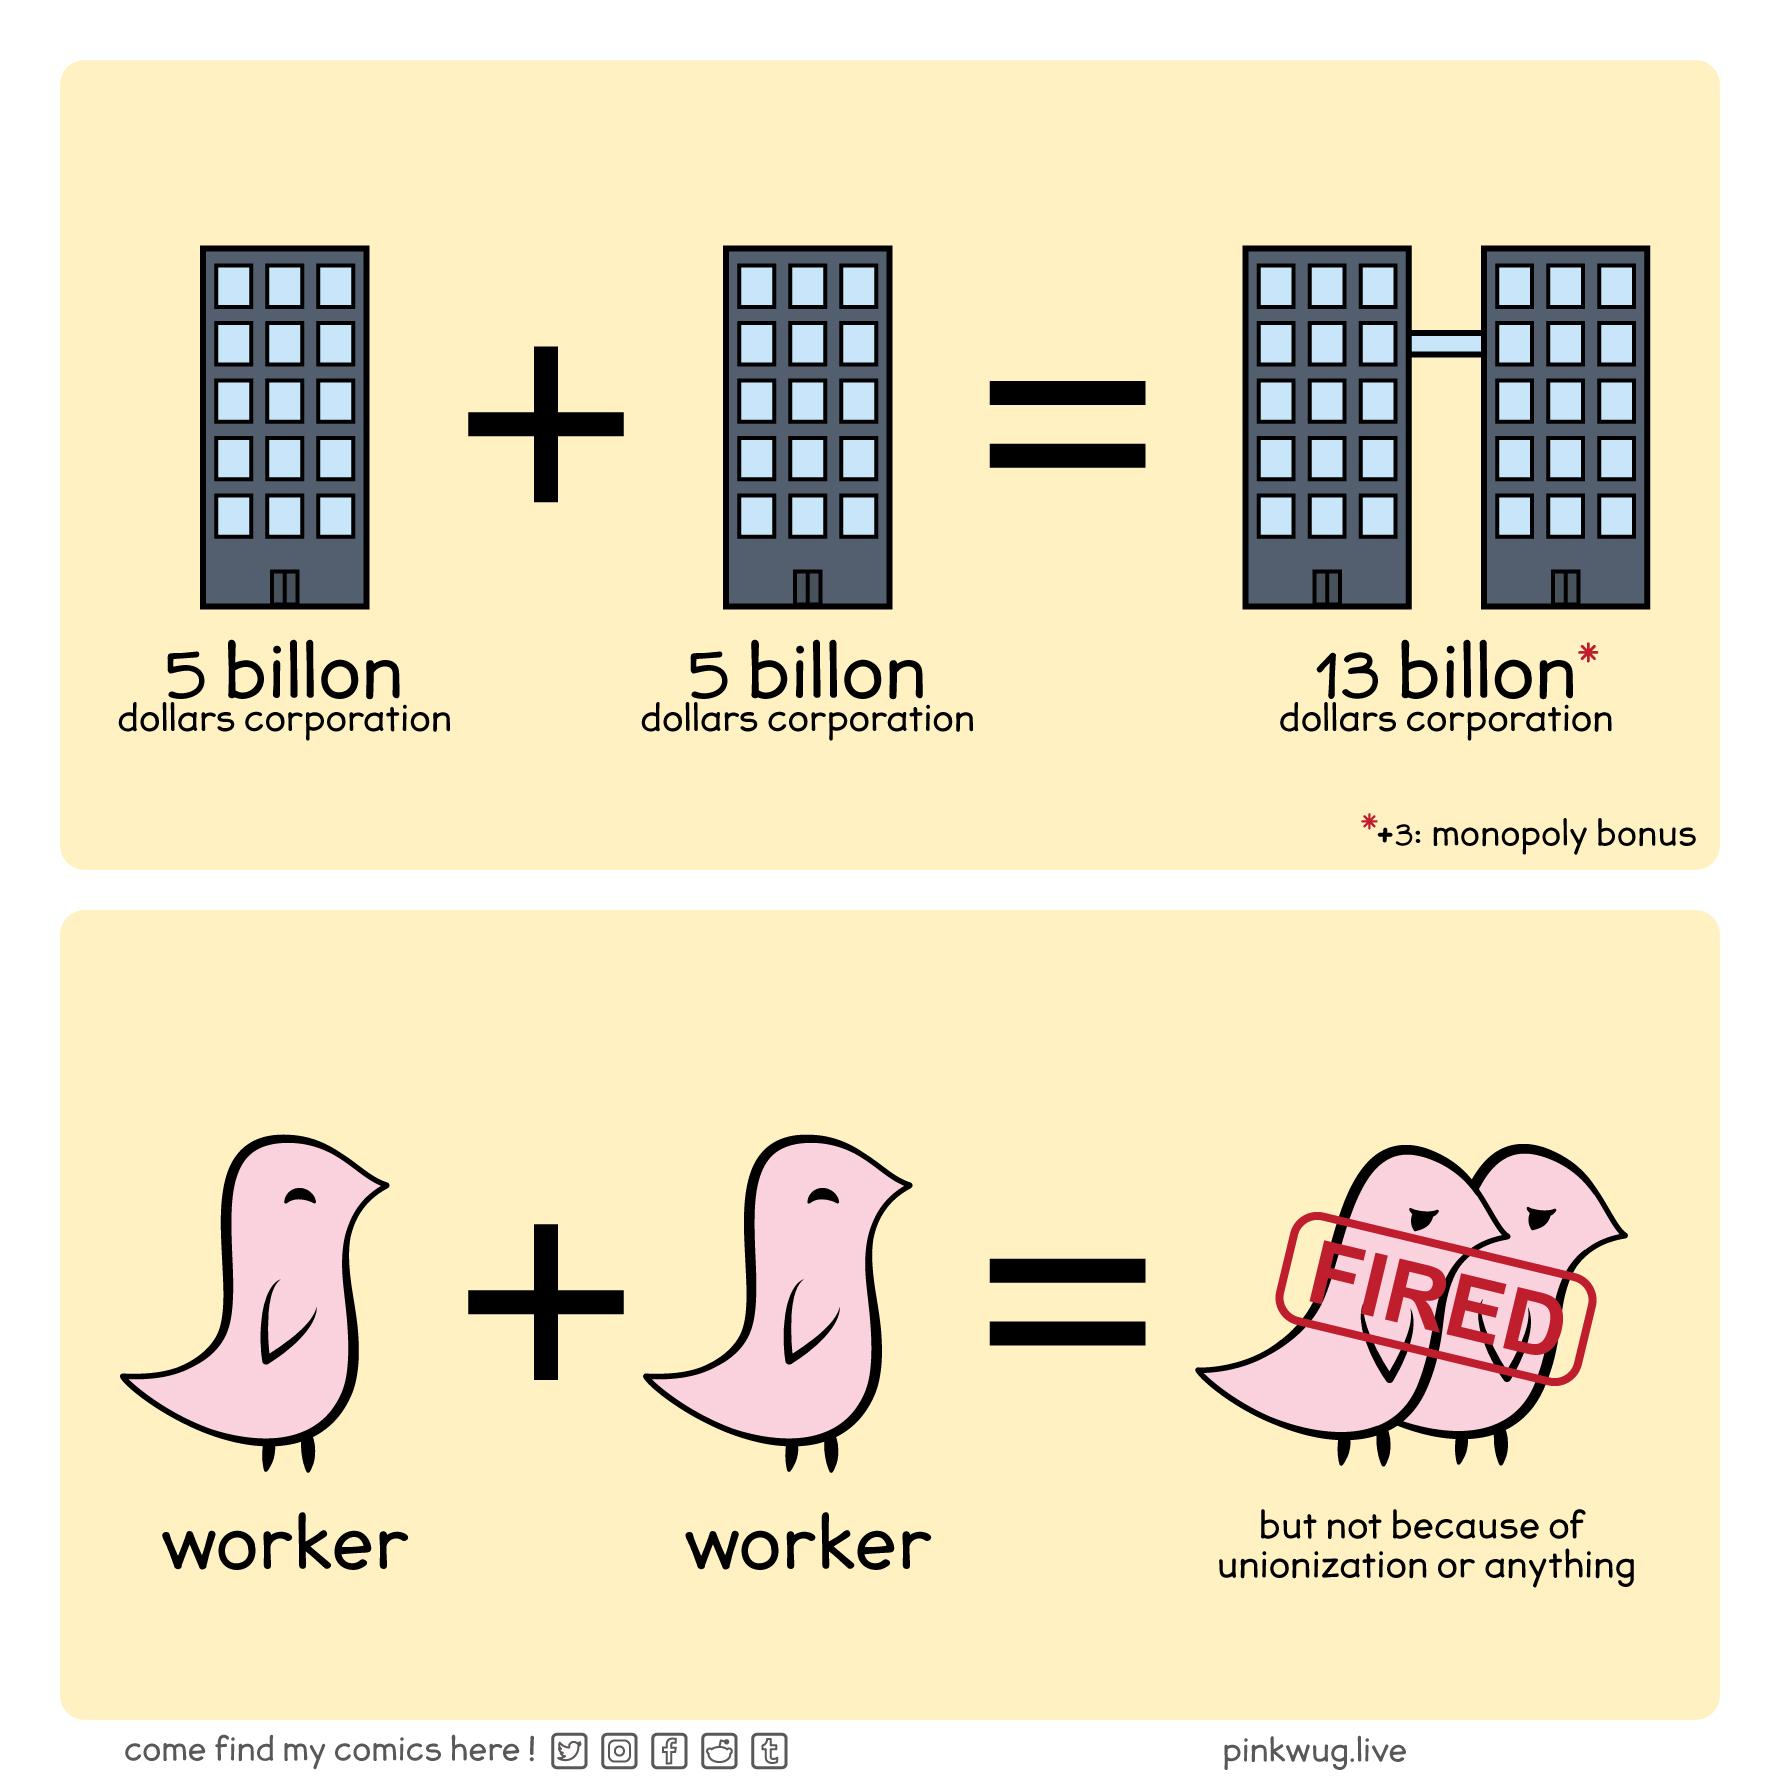 5 billon
dollars corporation
5 billon
dollars corporation
13 billon*
dollars corporation
*+3: monopoly bonus
FIRED
worker
worker
but not because of
unionization or anything
come find my comics here !
pinkwug.live